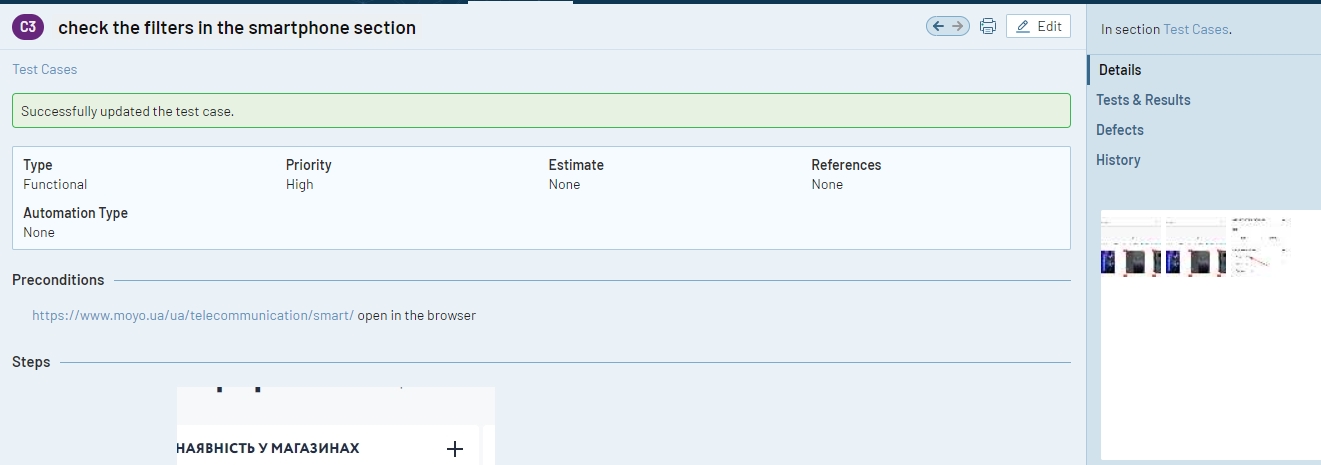 C3 check the filters in the smartphone section
Edit
Test Cases
Successfully updated the test case.
Type Priority Estimate References
Functional High None None
Automation Type
None
Preconditions
https://www.moyo.ua/ua/telecommunication/smart/ open in the browser
Steps
НАЯВНІСТЬ У МАГАЗИНАХ
In section Test Cases.
Details
Tests & Results
Defects
History